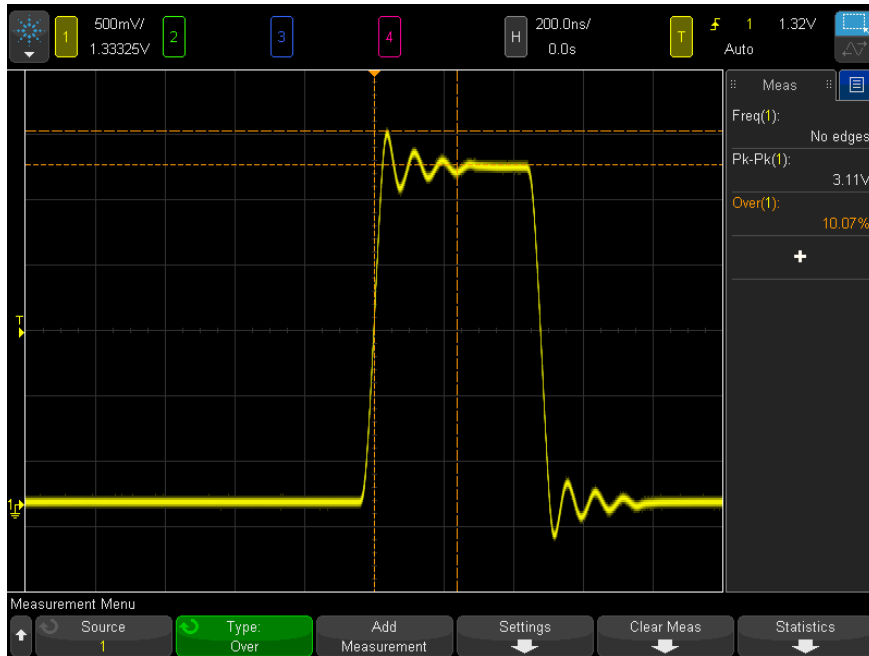 1 500mV/ 2 3 4 H 200.0ns/ T 1 1.32V
1.33325V 0.0s Auto
Meas
Freq(1):
No edges
Pk-Pk(1):
3.11V
Over(1):
10.07%
+
T
1
Measurement Menu
Source Type: Add Settings Clear Meas Statistics
1 Over Measurement